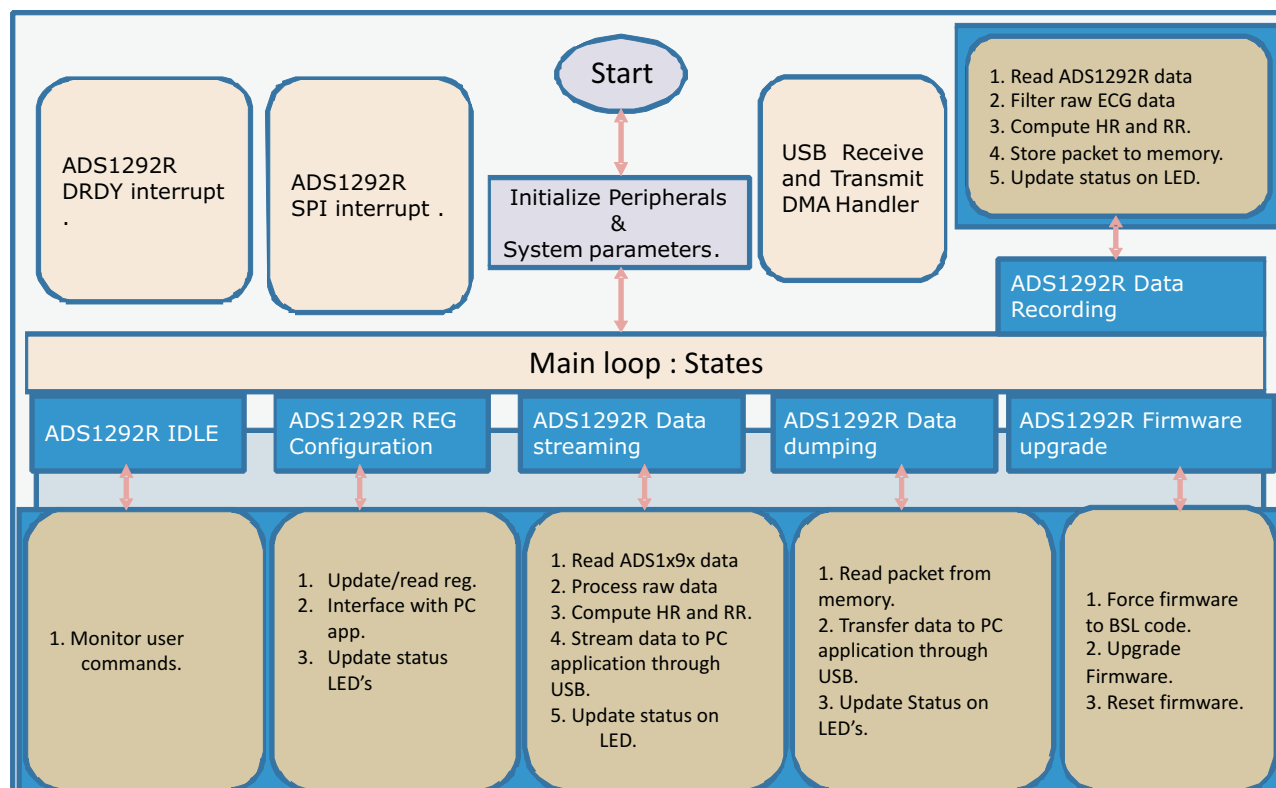 Start
ADS1292R
DRDY interrupt
.
ADS1292R
SPI interrupt .
Initialize Peripherals
&
System parameters.
USB Receive
and Transmit
DMA Handler
1. Read ADS1292R data
2. Filter raw ECG data
3. Compute HR and RR.
4. Store packet to memory.
5. Update status on LED.
ADS1292R Data
Recording
Main loop : States
ADS1292R IDLE
ADS1292R REG
Configuration
ADS1292R Data
streaming
ADS1292R Data
dumping
ADS1292R Firmware
upgrade
1. Monitor user
commands.
1. Update/read reg.
2. Interface with PC
app.
3. Update status
LED's
1. Read ADS1x9x data
2. Process raw data
3. Compute HR and RR.
4. Stream data to PC
application through
USB.
5. Update status on
LED.
1. Read packet from
memory.
2. Transfer data to PC
application through
USB.
3. Update Status on
LED's.
1. Force firmware
to BSL code.
2. Upgrade
Firmware.
3. Reset firmware.